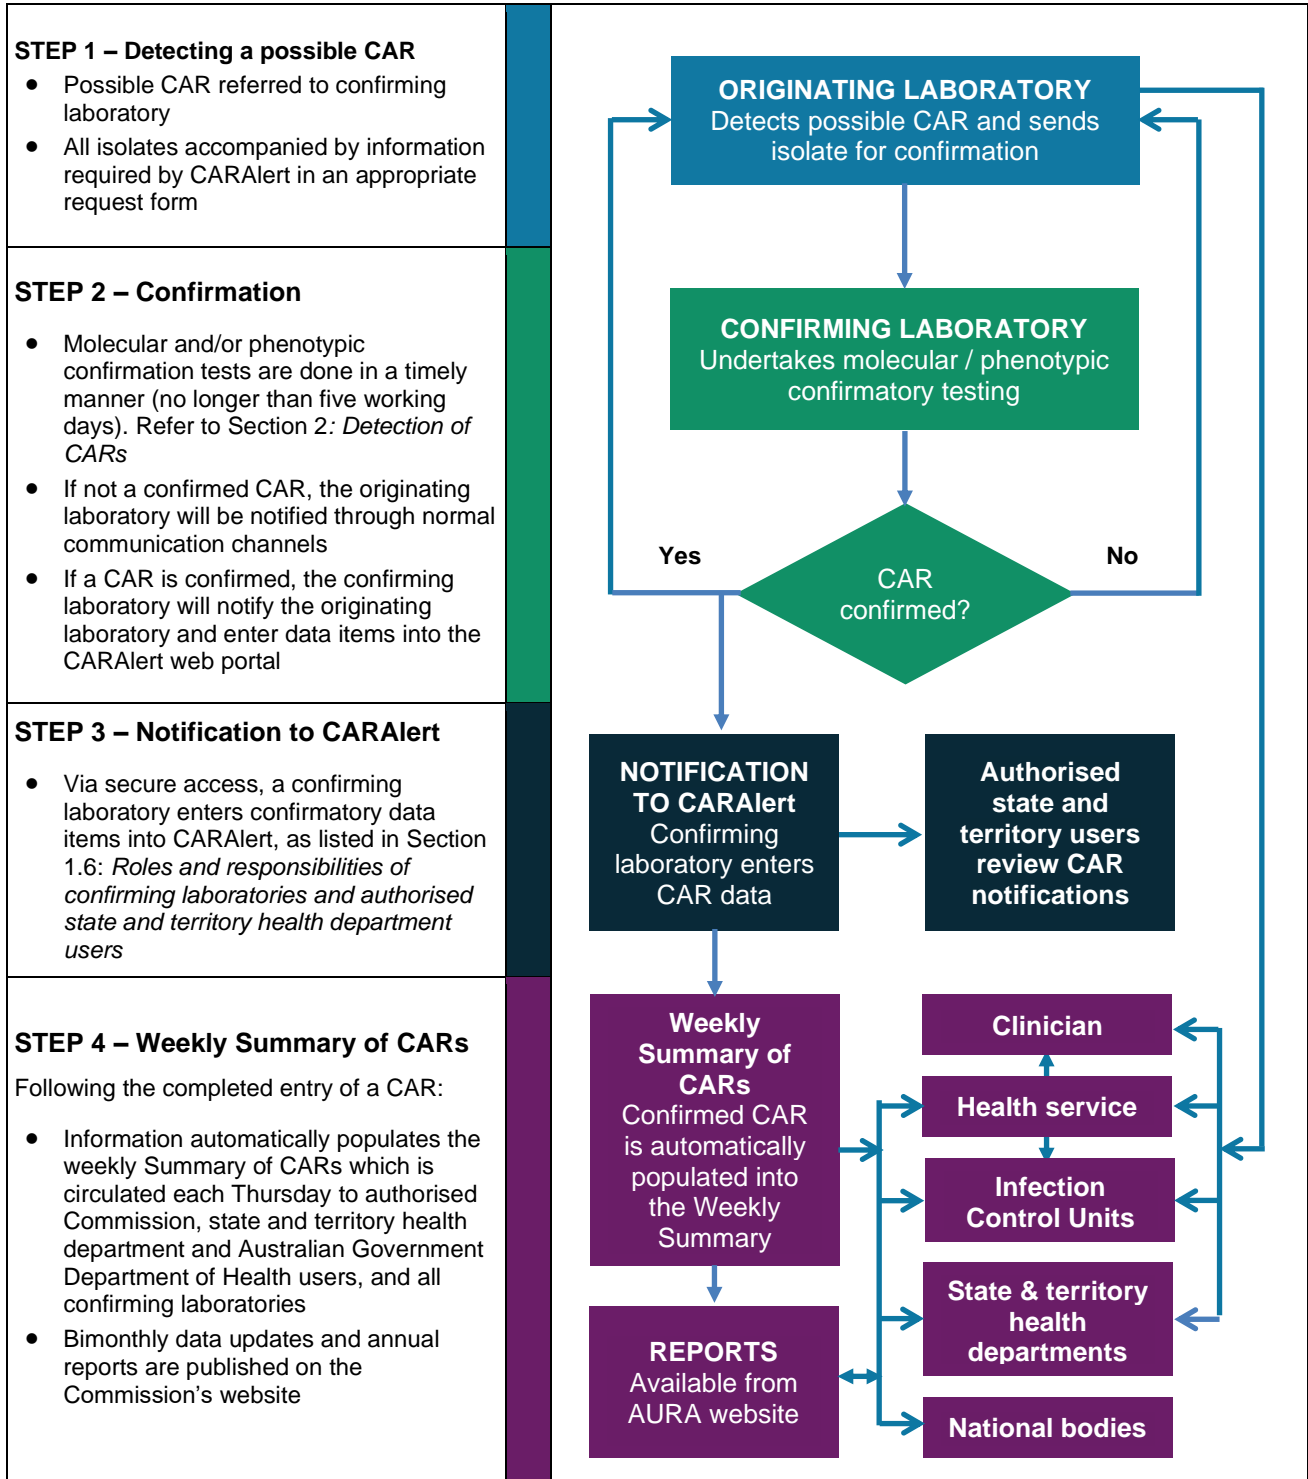 STEP 1 – Detecting a possible CAR
● Possible CAR referred to confirming
laboratory
● All isolates accompanied by information
required by CARAlert in an appropriate
request form
STEP 2 – Confirmation
● Molecular and/or phenotypic
confirmation tests are done in a timely
manner (no longer than five working
days). Refer to Section 2: Detection of
CARs
● If not a confirmed CAR, the originating
laboratory will be notified through normal
communication channels
● If a CAR is confirmed, the confirming
laboratory will notify the originating
laboratory and enter data items into the
CARAlert web portal
STEP 3 – Notification to CARAlert
● Via secure access, a confirming
laboratory enters confirmatory data
items into CARAlert, as listed in Section
1.6: Roles and responsibilities of
confirming laboratories and authorised
state and territory health department
users
STEP 4 – Weekly Summary of CARs
Following the completed entry of a CAR:
● Information automatically populates the
weekly Summary of CARs which is
circulated each Thursday to authorised
Commission, state and territory health
department and Australian Government
Department of Health users, and all
confirming laboratories
● Bimonthly data updates and annual
reports are published on the
Commission's website
ORIGINATING LABORATORY
Detects possible CAR and sends
isolate for confirmation
CONFIRMING LABORATORY
Undertakes molecular / phenotypic
confirmatory testing
Yes
No
CAR
confirmed?
NOTIFICATION
TO CARAlert
Confirming
laboratory enters
CAR data
Authorised
state and
territory users
review CAR
notifications
Weekly
Summary of
CARs
Confirmed CAR
is automatically
populated into
the Weekly
Summary
Clinician
Health service
Infection
Control Units
State & territory
health
departments
National bodies
REPORTS
Available from
AURA website